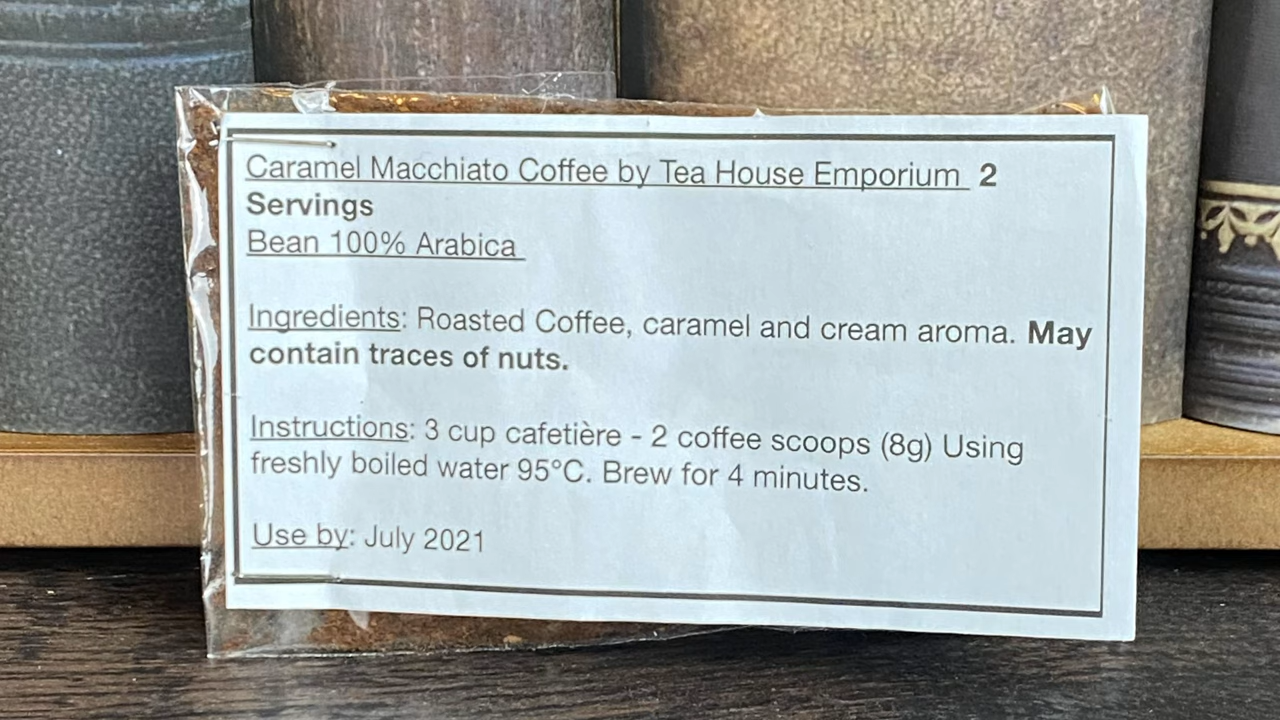 Caramel Macchiato Coffee by Tea House Emporium 2
Servings
Bean 100% Arabica
Ingredients: Roasted Coffee, caramel and cream aroma. May
contain traces of nuts.
Instructions: 3 cup cafetière - 2 coffee scoops (8g) Using
freshly boiled water 95°C. Brew for 4 minutes.
Use by: July 2021